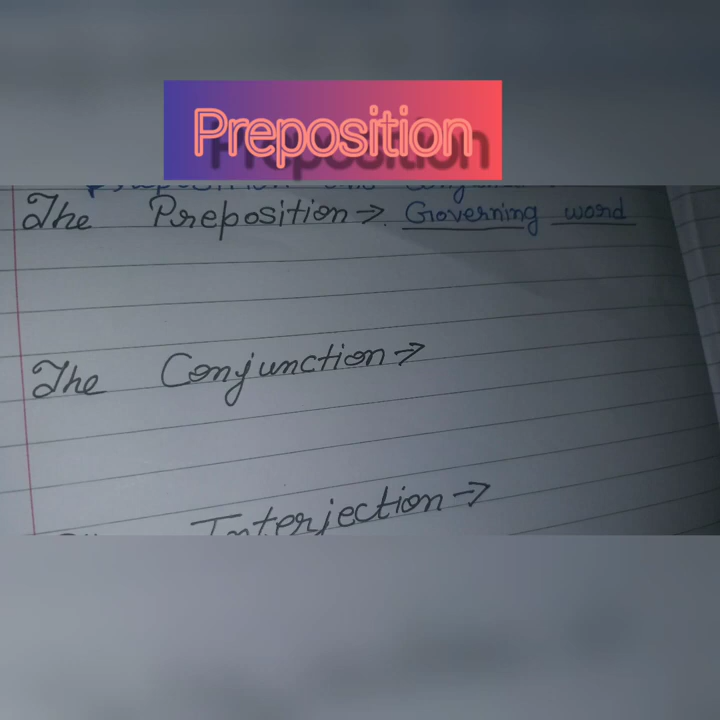 Preposition
The Preposition → Governing word
The Conjunction →
Interjection →